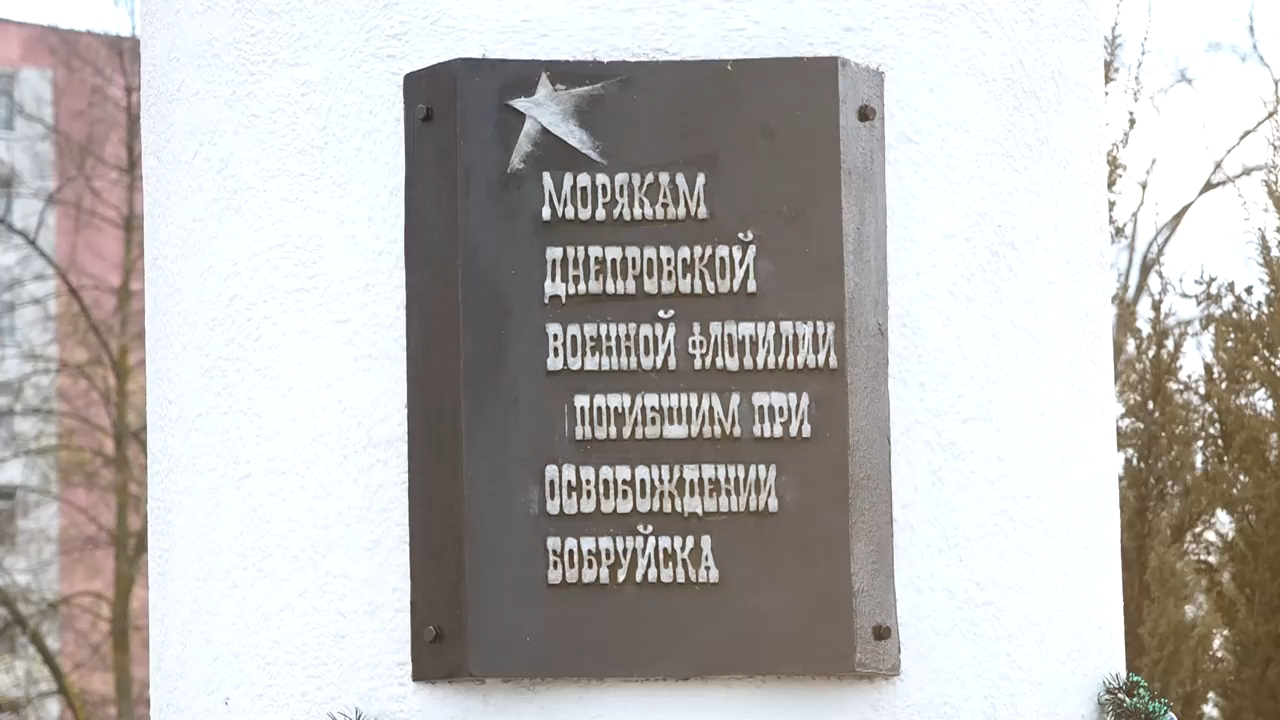 МОРЯКАМ
ДНЕПРОВСКОЙ
ВОЕННОЙ ФЛОТИЛИИ
ПОГИБШИМ ПРИ
ОСВОБОЖДЕНИИ
БОБРУЙСКА